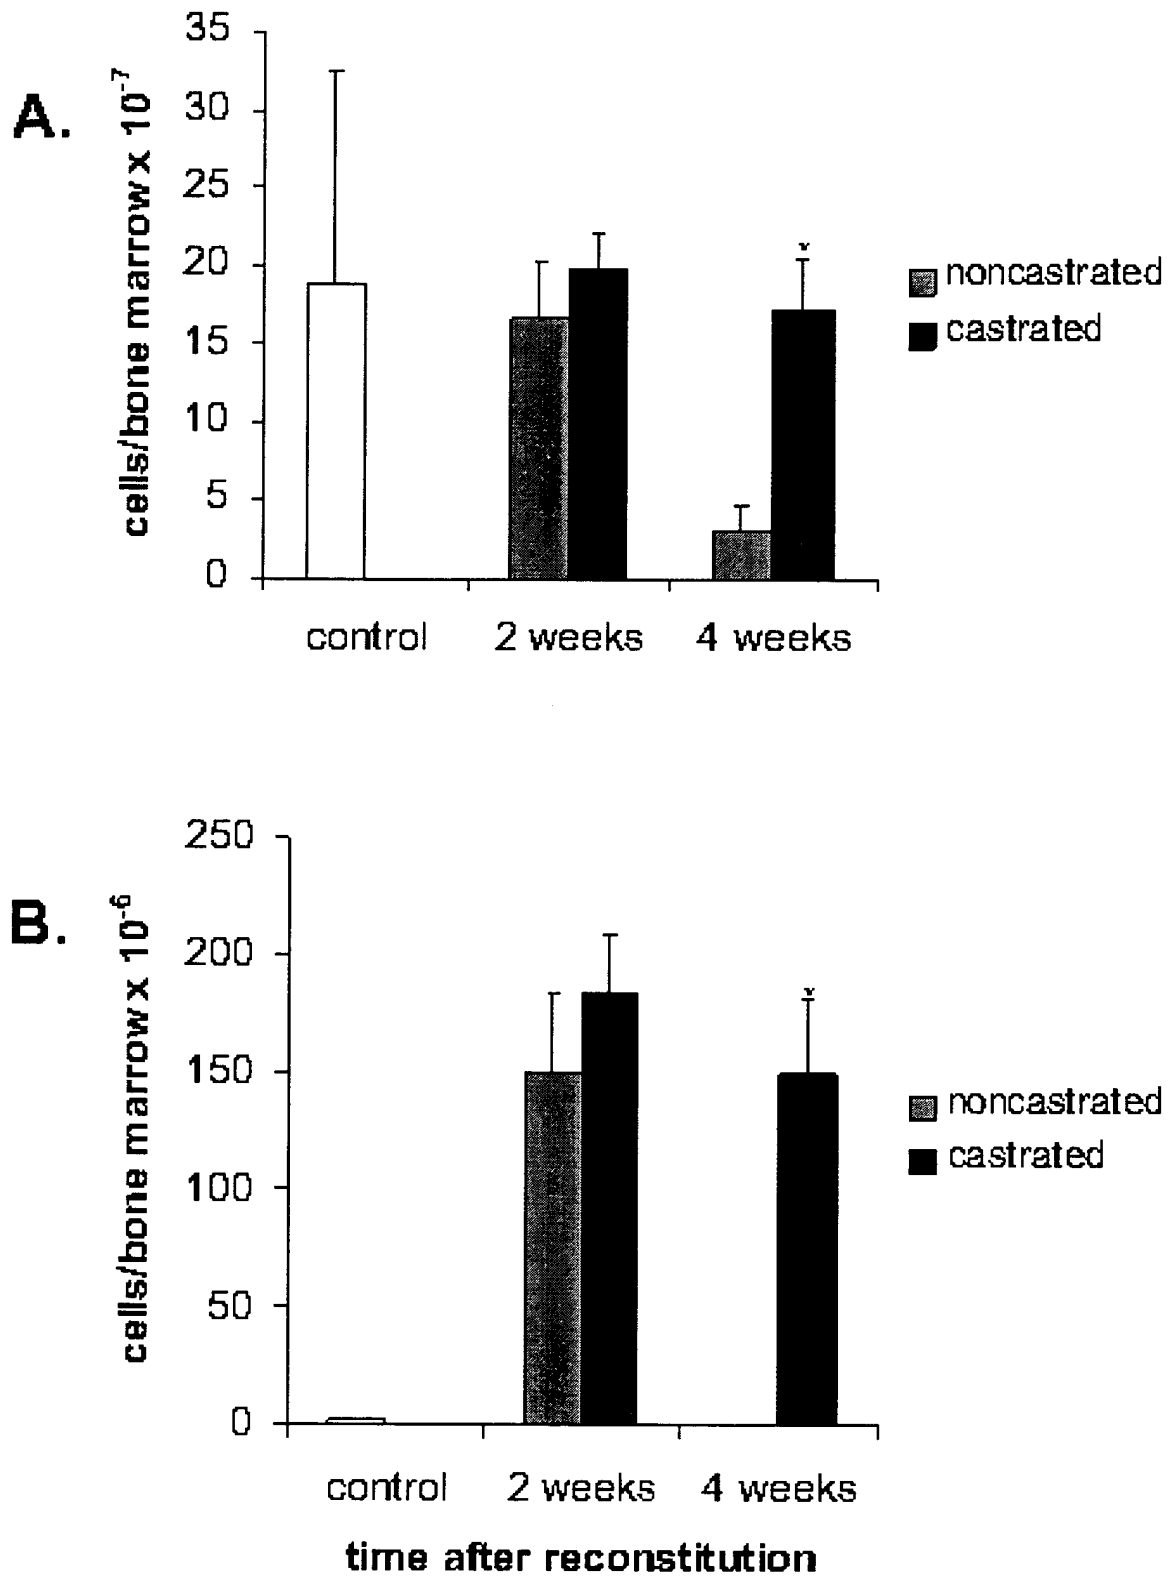 A.
cells/bone marrow x 10⁻⁷
35
30
25
20
15
10
5
0
control 2 weeks 4 weeks
*
noncastrated
castrated
B.
cells/bone marrow x 10⁻⁶
250
200
150
100
50
0
control 2 weeks 4 weeks
*
noncastrated
castrated
time after reconstitution